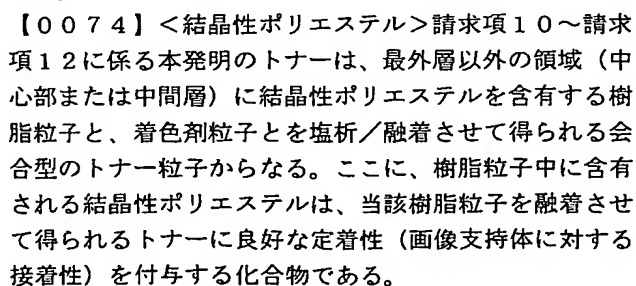 【００７４】＜結晶性ポリエステル＞請求項１０～請求
項１２に係る本発明のトナーは、最外層以外の領域（中
心部または中間層）に結晶性ポリエステルを含有する樹
脂粒子と、着色剤粒子とを塩析／融着させて得られる会
合型のトナー粒子からなる。ここに、樹脂粒子中に含有
される結晶性ポリエステルは、当該樹脂粒子を融着させ
て得られるトナーに良好な定着性（画像支持体に対する
接着性）を付与する化合物である。